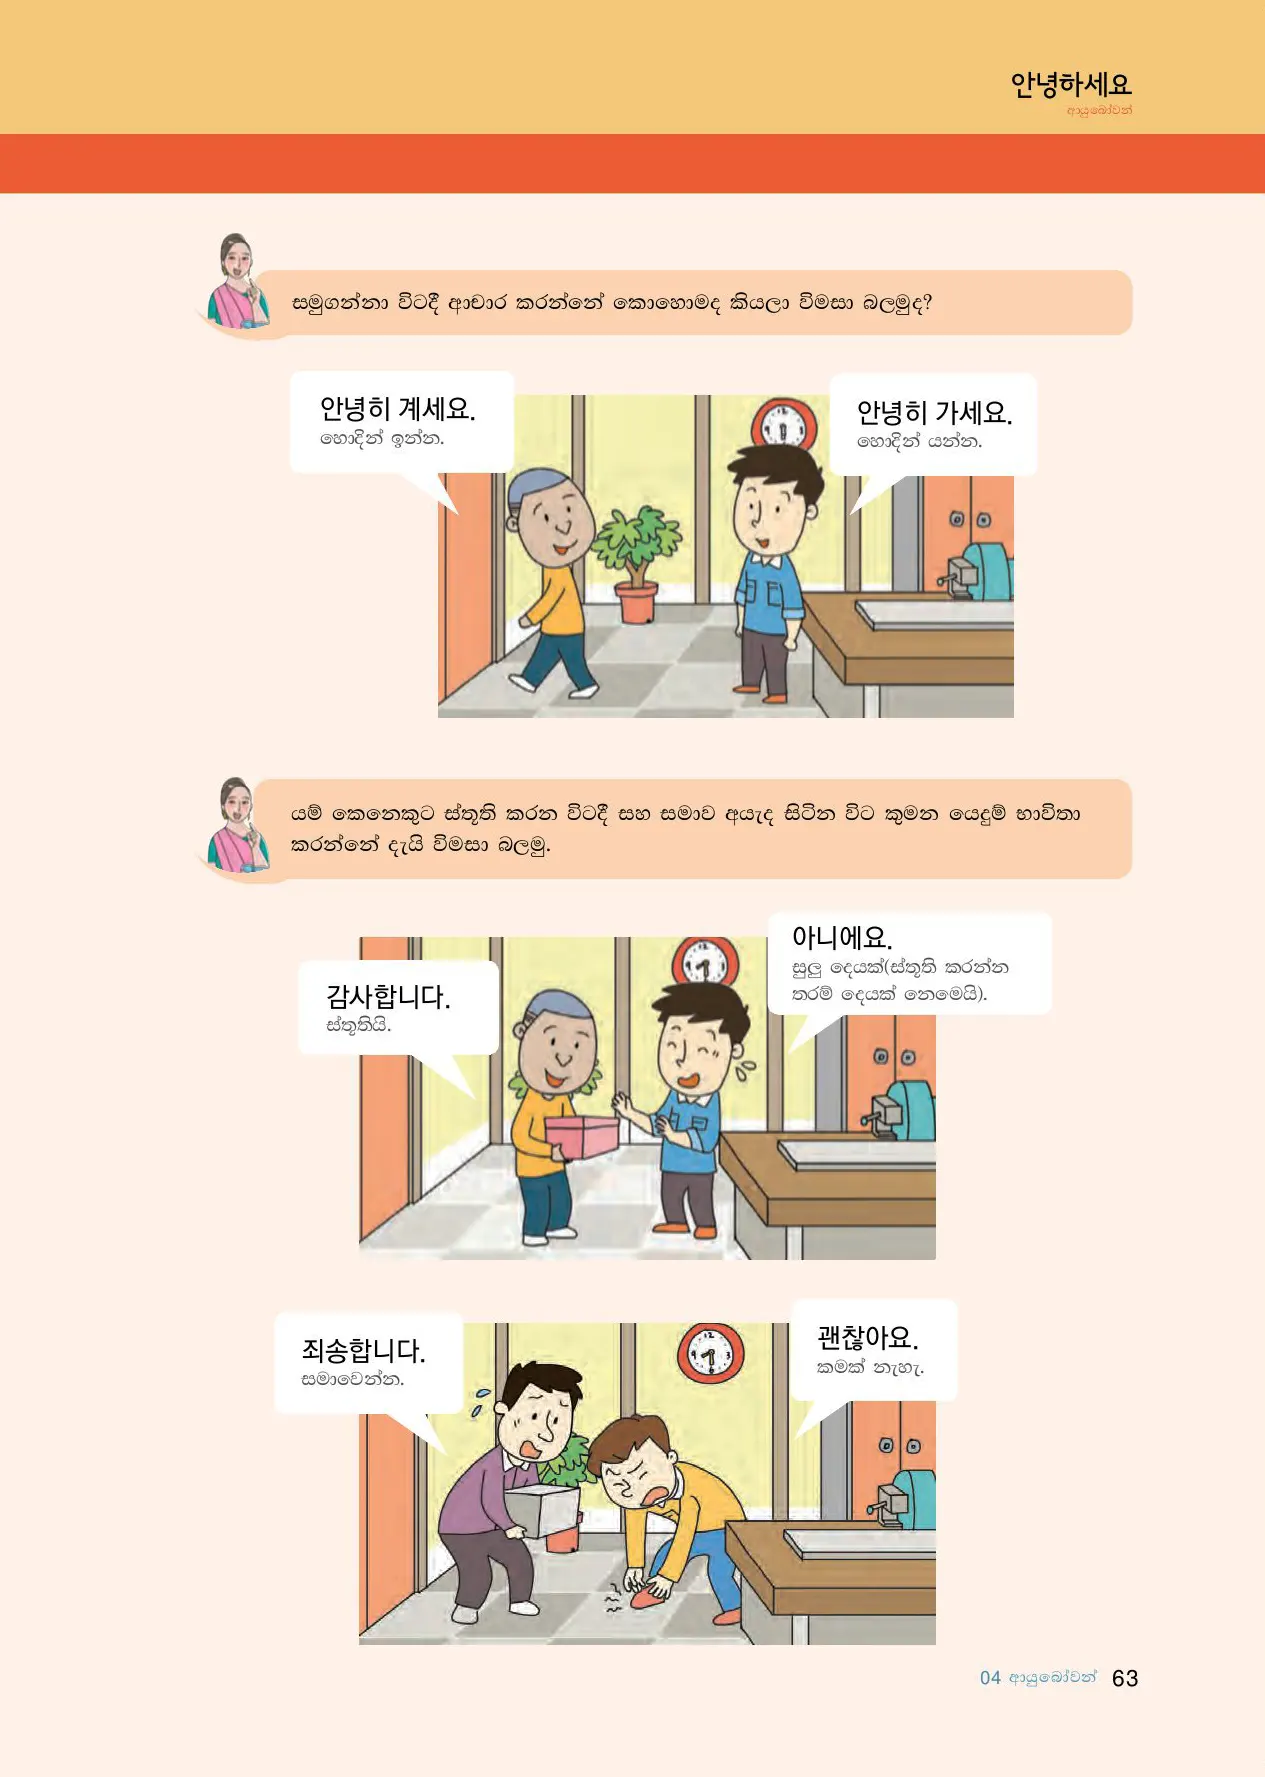 안녕하세요
ආයුබෝවන්
සමුගන්නා විටදී ආචාර කරන්නේ කොහොමද කියලා විමසා බලමුද?
안녕히 계세요.
හොදින් ඉන්න.
안녕히 가세요.
හොදින් යන්න.
යම් කෙනෙකුට ස්තූති කරන විටදී සහ සමාව අයැද සිටින විට කුමන යෙදුම් භාවිතා
කරන්නේ දැයි විමසා බලමු.
감사합니다.
ස්තූතියි.
아니에요.
සුලු දෙයක්(ස්තූති කරන්න
තරම් දෙයක් නෙමෙයි).
죄송합니다.
සමාවෙන්න.
괜찮아요.
කමක් නැහැ.
04 ආයුබෝවන් 63